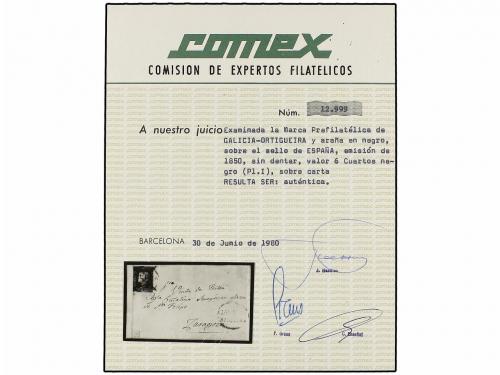 comex
COMISION DE EXPERTOS FILATELICOS
Núm. 12.999
A nuestro juicio Examinada la Marca Prefilatélica de
GALICIA-ORTIGUEIRA y araña en negro,
sobre el sello de ESPAÑA, emisión de
1850, sin dentar, valor 6 Cuartos ne-
gro (Pl.I), sobre carta
RESULTA SER: auténtica.
BARCELONA 30 de Junio de 1980
Zaragoza